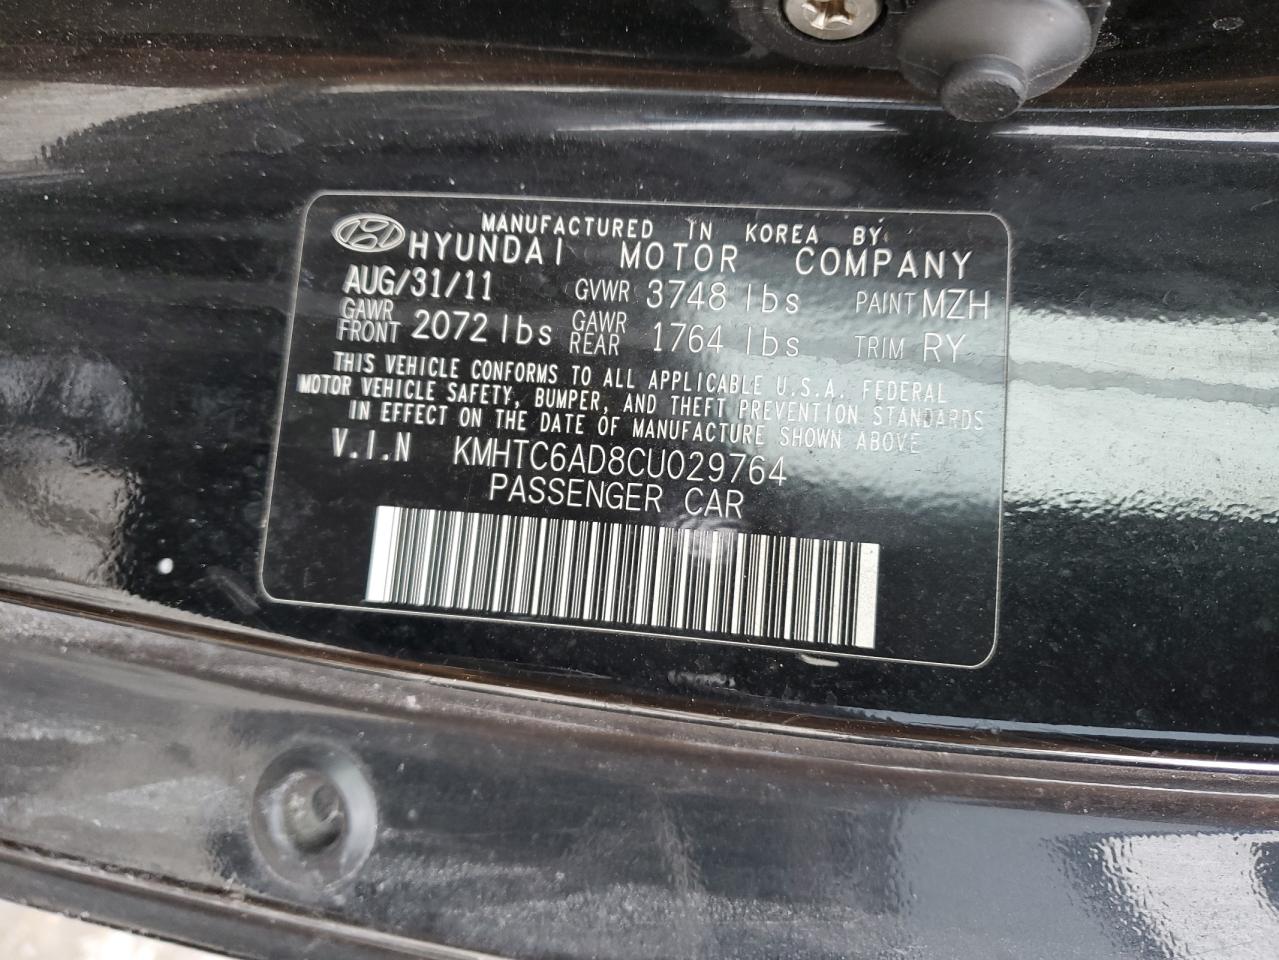 MANUFACTURED IN KOREA BY
HYUNDAI MOTOR COMPANY
AUG/31/11 GVWR 3748 lbs PAINT MZH
GAWR FRONT 2072 lbs GAWR REAR 1764 lbs TRIM RY
THIS VEHICLE CONFORMS TO ALL APPLICABLE U.S.A. FEDERAL
MOTOR VEHICLE SAFETY, BUMPER, AND THEFT PREVENTION STANDARDS
IN EFFECT ON THE DATE OF MANUFACTURE SHOWN ABOVE
V.I.N KMHTC6AD8CU029764
PASSENGER CAR